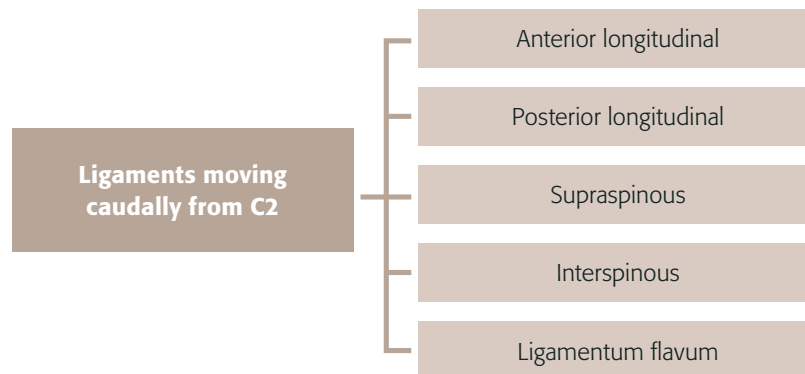 Ligaments moving
caudally from C2
Anterior longitudinal
Posterior longitudinal
Supraspinous
Interspinous
Ligamentum flavum